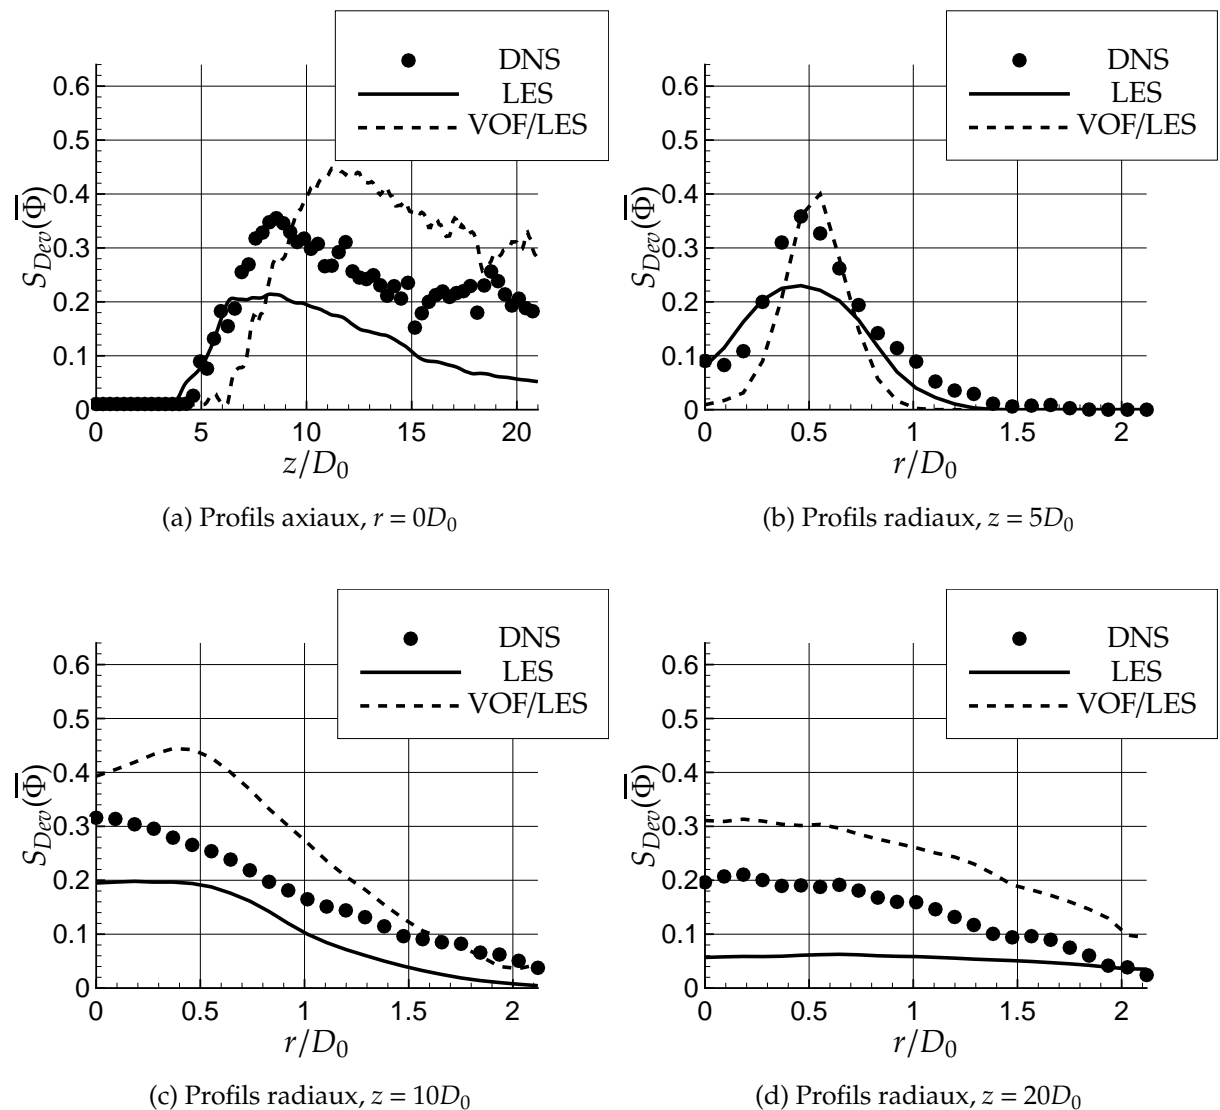 DNS
LES
VOF/LES
0.6
0.5
0.4
0.3
0.2
0.1
0
S_Dev(Φ̅)
0 5 10 15 20
z/D₀
(a) Profils axiaux, r = 0D₀
DNS
LES
VOF/LES
0.6
0.5
0.4
0.3
0.2
0.1
0
S_Dev(Φ̅)
0 0.5 1 1.5 2
r/D₀
(b) Profils radiaux, z = 5D₀
DNS
LES
VOF/LES
0.6
0.5
0.4
0.3
0.2
0.1
0
S_Dev(Φ̅)
0 0.5 1 1.5 2
r/D₀
(c) Profils radiaux, z = 10D₀
DNS
LES
VOF/LES
0.6
0.5
0.4
0.3
0.2
0.1
0
S_Dev(Φ̅)
0 0.5 1 1.5 2
r/D₀
(d) Profils radiaux, z = 20D₀